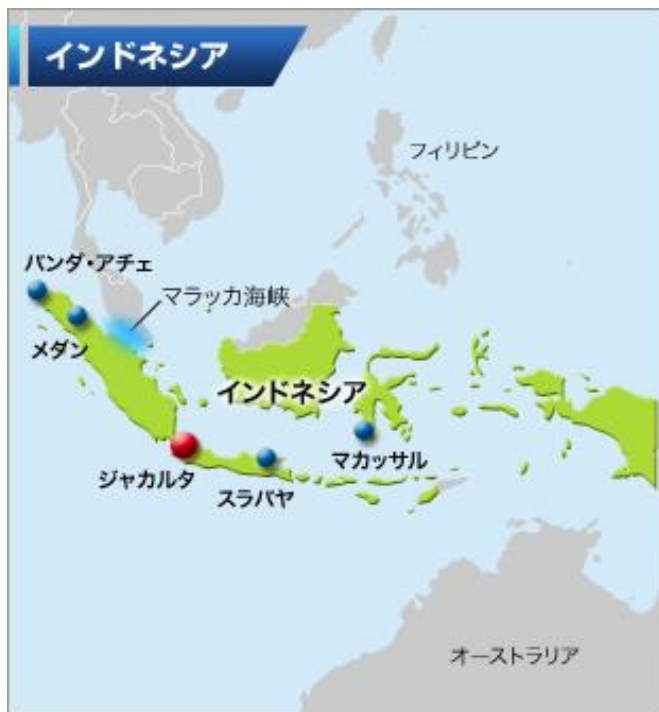 インドネシア
フィリピン
バンダ・アチェ
マラッカ海峡
メダン
インドネシア
マカッサル
ジャカルタ
スラバヤ
オーストラリア